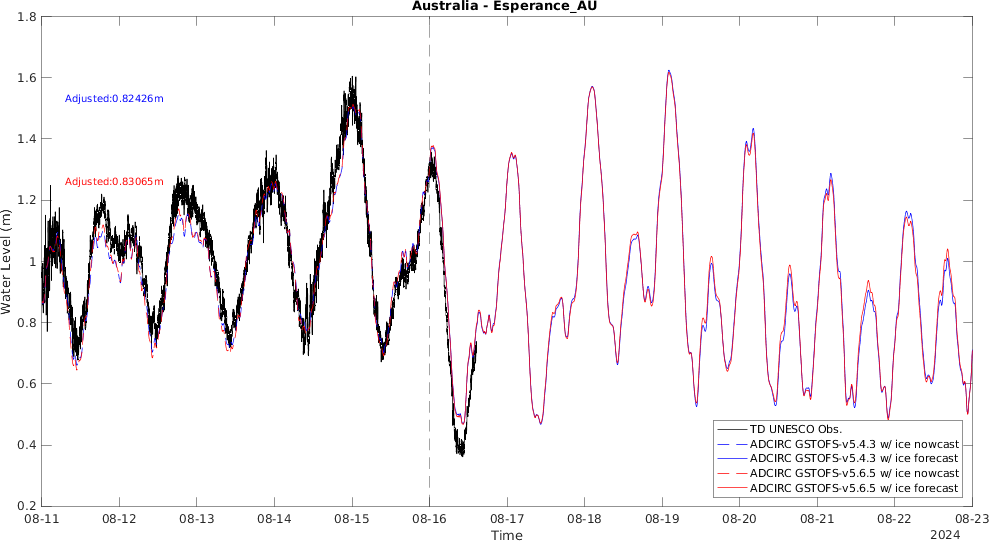 Australia - Esperance_AU
1.8
1.6
1.4
1.2
1
0.8
0.6
0.4
0.2
Water Level (m)
Adjusted:0.82426m
Adjusted:0.83065m
TD UNESCO Obs.
ADCIRC GSTOFS-v5.4.3 w/ ice nowcast
ADCIRC GSTOFS-v5.4.3 w/ ice forecast
ADCIRC GSTOFS-v5.6.5 w/ ice nowcast
ADCIRC GSTOFS-v5.6.5 w/ ice forecast
08-11 08-12 08-13 08-14 08-15 08-16 08-17 08-18 08-19 08-20 08-21 08-22 08-23
Time
2024